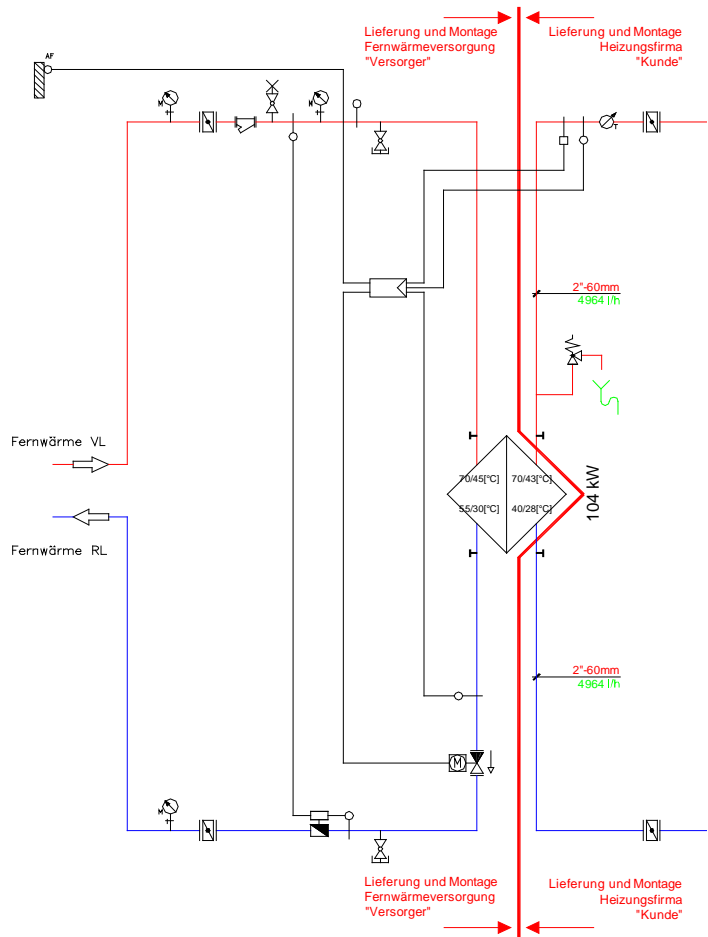 Lieferung und Montage
Fernwärmeversorgung
"Versorger"
Lieferung und Montage
Heizungsfirma
"Kunde"
AF
M
M
T
2"-60mm
4964 l/h
Fernwärme VL
70/45[°C]
70/43[°C]
55/30[°C]
40/28[°C]
104 kW
Fernwärme RL
2"-60mm
4964 l/h
M
M
Lieferung und Montage
Fernwärmeversorgung
"Versorger"
Lieferung und Montage
Heizungsfirma
"Kunde"